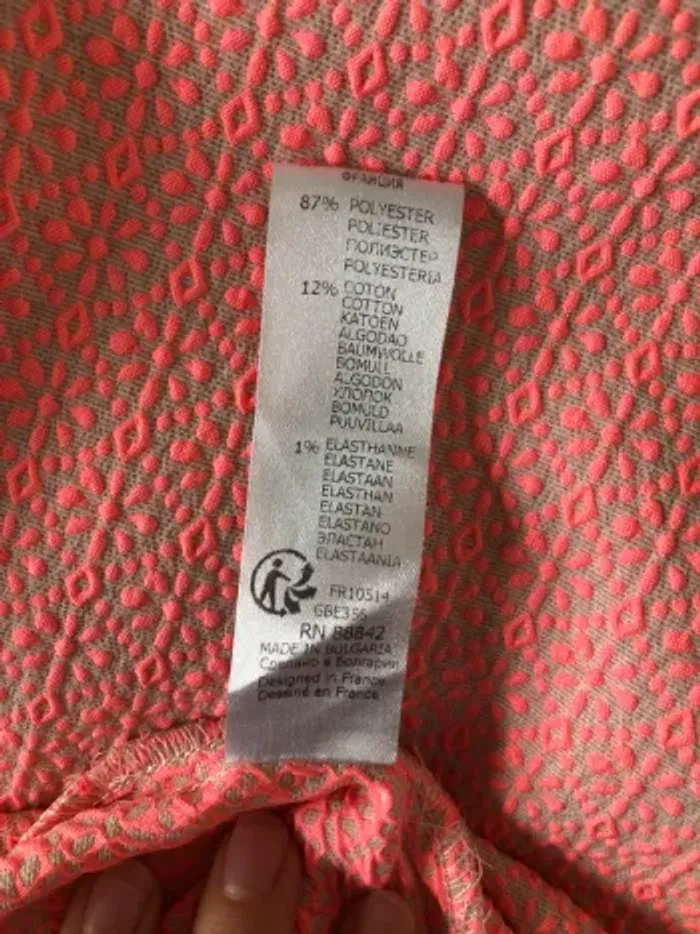 ФРАНЦИЯ
87% POLYESTER
POLIESTER
ПОЛИЭСТЕР
POLYESTERIA
12% COTON
COTTON
KATOEN
ALGODAO
BAUMWOLLE
BOMULL
ALGODON
ХЛОПОК
BOMULD
PUUVILLAA
1% ELASTHANNE
ELASTANE
ELASTAAN
ELASTHAN
ELASTAN
ELASTANO
ЭЛАСТАН
ELASTAANIA
FR10514
GBE356
RN 88842
MADE IN BULGARIA
Сделано в Болгарии
Designed in France
Dessiné en France